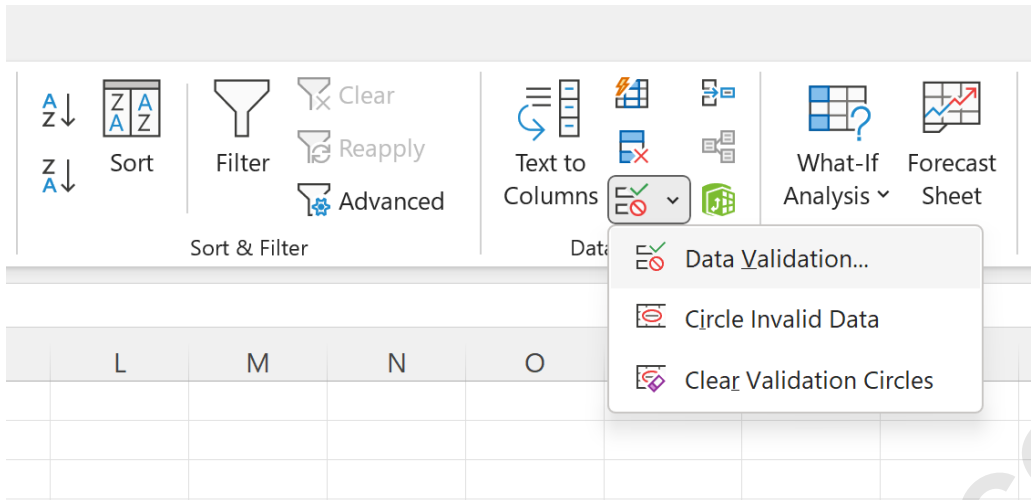 A
Z
Z
A
Z A
A Z
Sort
Filter
Clear
Reapply
Advanced
Sort & Filter
Text to
Columns
Data
What-If
Analysis
Forecast
Sheet
Data Validation...
Circle Invalid Data
Clear Validation Circles
L M N O